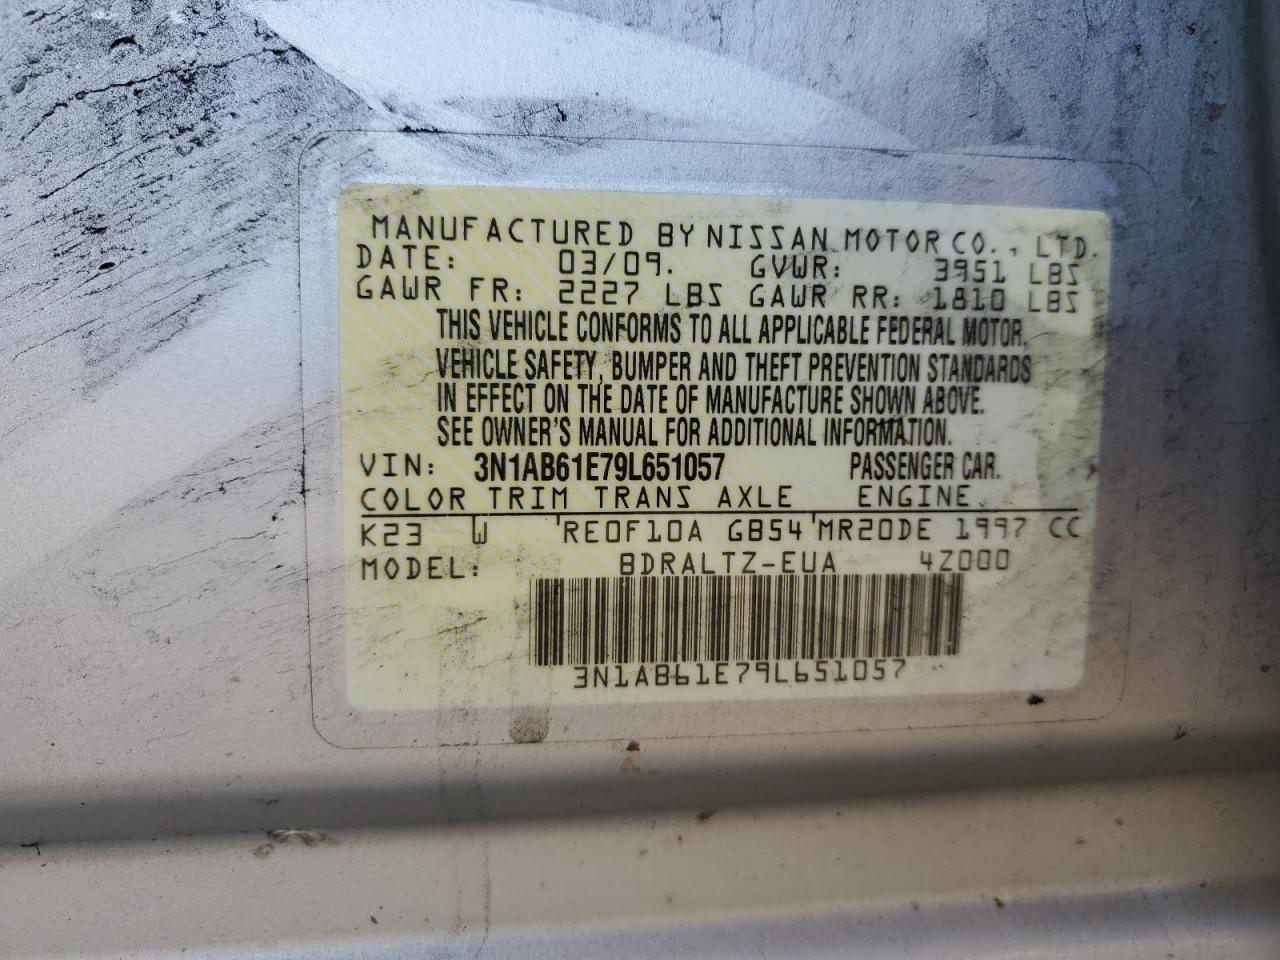 MANUFACTURED BY NISSAN MOTOR CO., LTD.
DATE: 03/09. GVWR: 3951 LBS
GAWR FR: 2227 LBS GAWR RR: 1810 LBS
THIS VEHICLE CONFORMS TO ALL APPLICABLE FEDERAL MOTOR.
VEHICLE SAFETY, BUMPER AND THEFT PREVENTION STANDARDS
IN EFFECT ON THE DATE OF MANUFACTURE SHOWN ABOVE.
SEE OWNER'S MANUAL FOR ADDITIONAL INFORMATION.
VIN: 3N1AB61E79L651057 PASSENGER CAR.
COLOR TRIM TRANS AXLE ENGINE
K23 W 'RE0F10A GB54'MR20DE 1997 CC
MODEL: BDRALTZ-EUA 4Z000
3N1AB61E79L651057